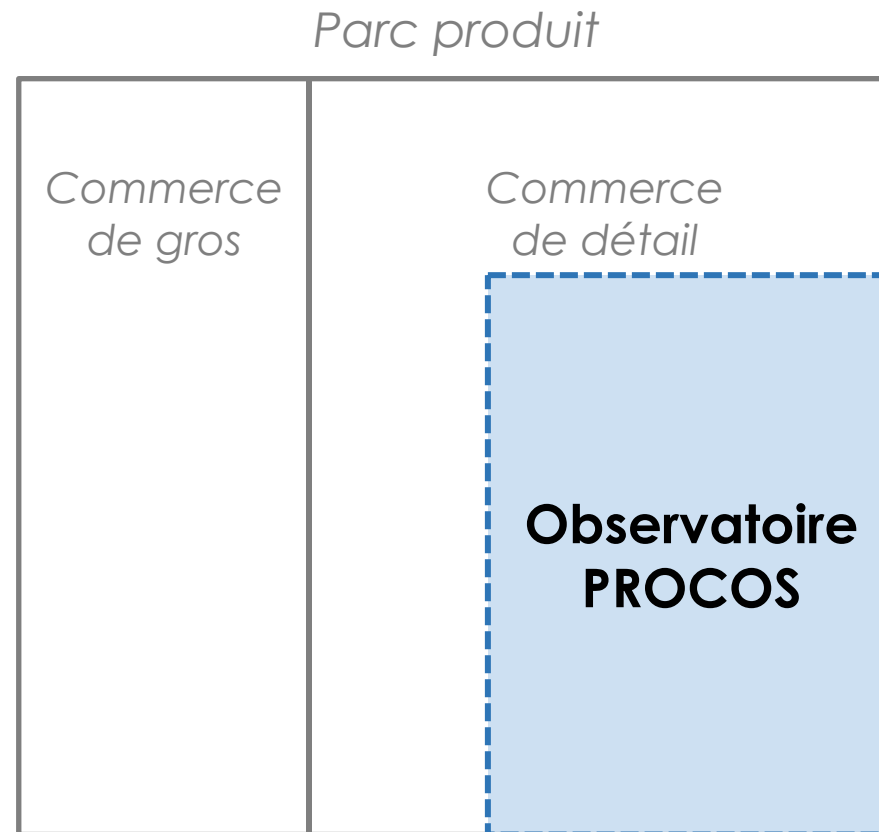 Parc produit
Commerce
de gros
Commerce
de détail
Observatoire
PROCOS